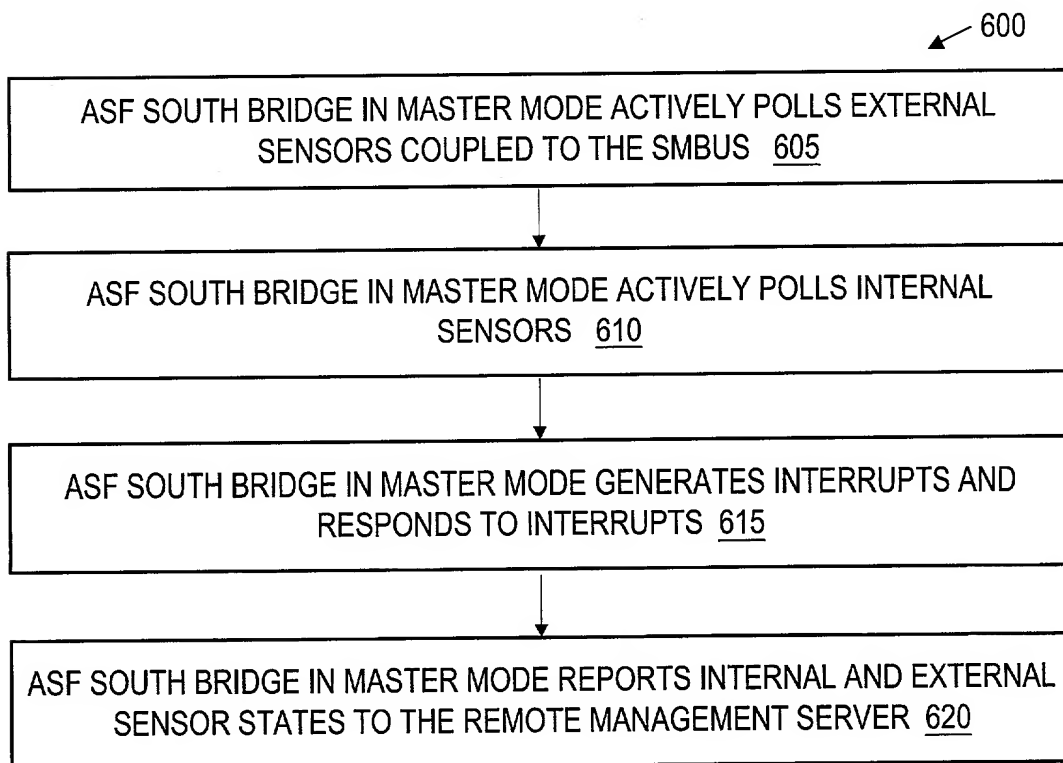 600
ASF SOUTH BRIDGE IN MASTER MODE ACTIVELY POLLS EXTERNAL
SENSORS COUPLED TO THE SMBUS 605
ASF SOUTH BRIDGE IN MASTER MODE ACTIVELY POLLS INTERNAL
SENSORS 610
ASF SOUTH BRIDGE IN MASTER MODE GENERATES INTERRUPTS AND
RESPONDS TO INTERRUPTS 615
ASF SOUTH BRIDGE IN MASTER MODE REPORTS INTERNAL AND EXTERNAL
SENSOR STATES TO THE REMOTE MANAGEMENT SERVER 620